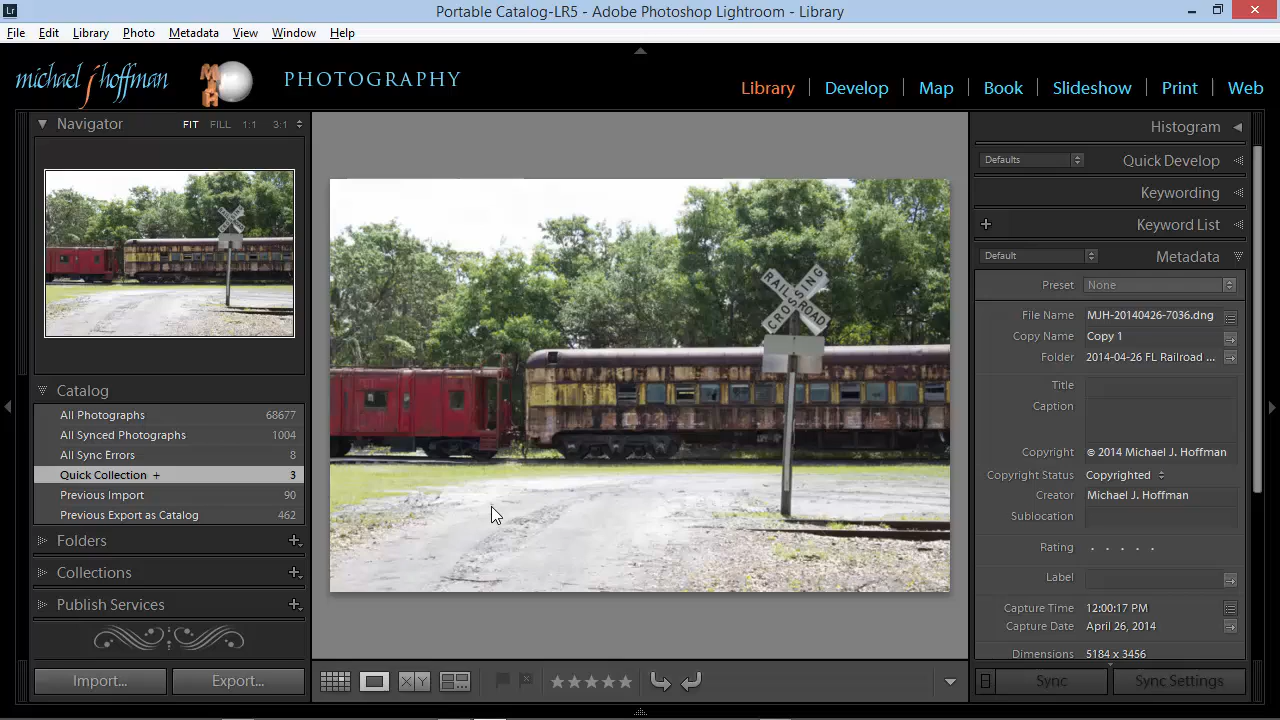 Lr Portable Catalog-LR5 - Adobe Photoshop Lightroom - Library
File Edit Library Photo Metadata View Window Help
michael j hoffman MJH PHOTOGRAPHY
Library | Develop | Map | Book | Slideshow | Print | Web
Navigator FIT FILL 1:1 3:1
Catalog
All Photographs 68677
All Synced Photographs 1004
All Sync Errors 8
Quick Collection + 3
Previous Import 90
Previous Export as Catalog 462
Folders
Collections
Publish Services
Import... Export...
RAIL ROAD
CROSSING
XY
Histogram
Defaults Quick Develop
Keywording
Keyword List
Default Metadata
Preset None
File Name MJH-20140426-7036.dng
Copy Name Copy 1
Folder 2014-04-26 FL Railroad ...
Title
Caption
Copyright © 2014 Michael J. Hoffman
Copyright Status Copyrighted
Creator Michael J. Hoffman
Sublocation
Rating
Label
Capture Time 12:00:17 PM
Capture Date April 26, 2014
Dimensions 5184 x 3456
Sync Sync Settings